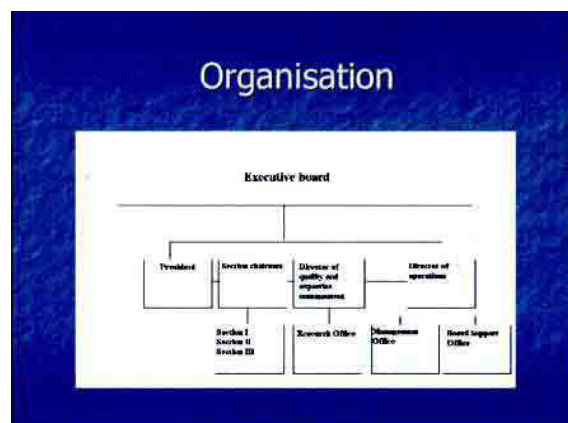 Organisation
Executive board
President
Section chairmen
Director of
quality and
expertise
management
Director of
operations
Section I
Section II
Section III
Research Office
Management
Office
Board Support
Office